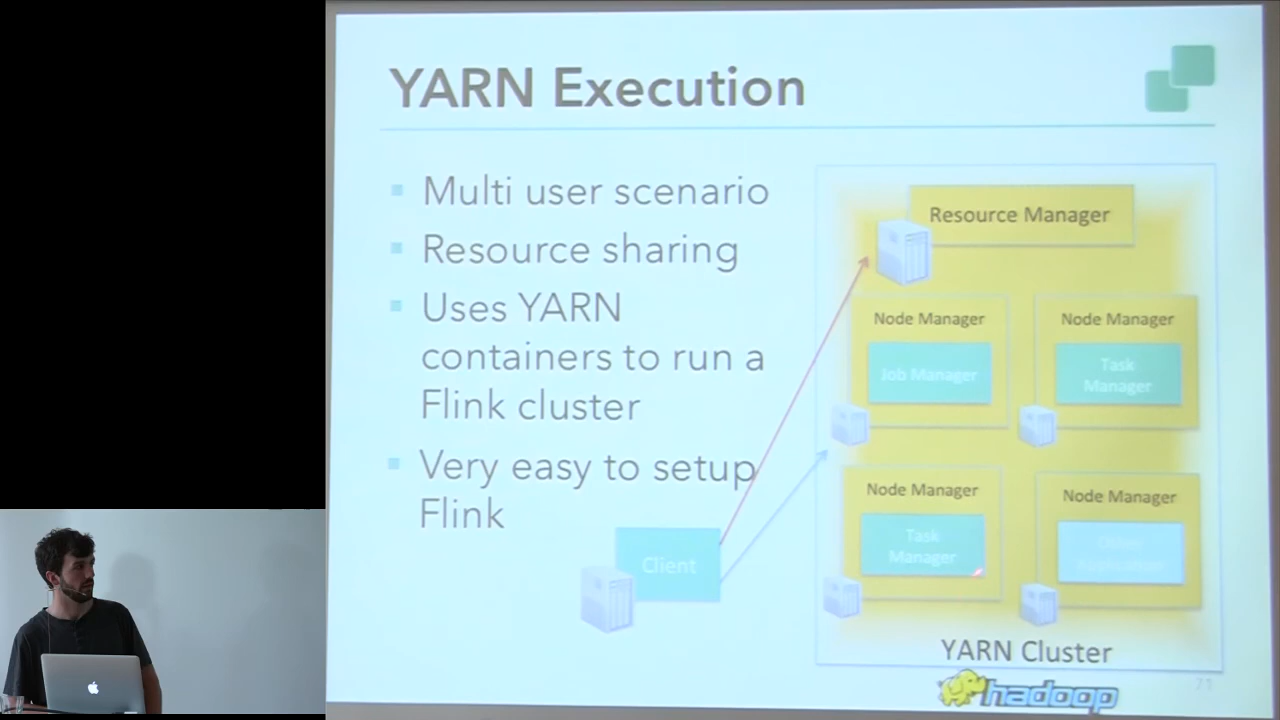 YARN Execution
Multi user scenario
Resource sharing
Uses YARN
containers to run a
Flink cluster
Very easy to setup
Flink
Client
Resource Manager
Node Manager
Job Manager
Node Manager
Task
Manager
Node Manager
Task
Manager
Node Manager
YARN Cluster
hadoop